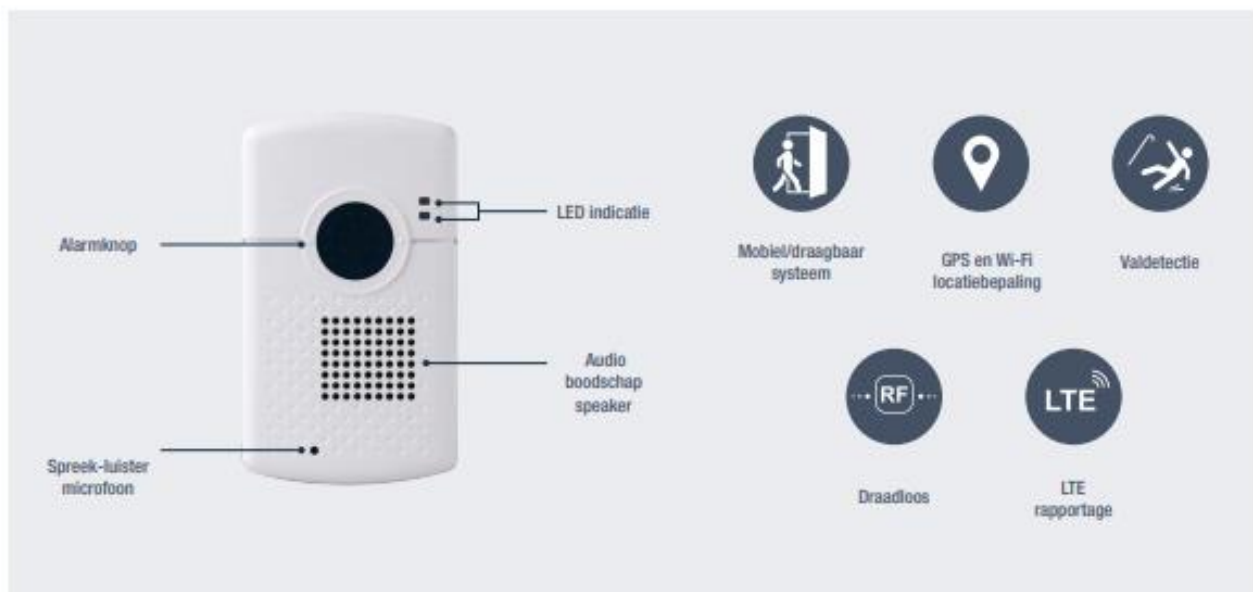 Alarmknop
LED indicatie
Audio
boodschap
speaker
Spreek-luister
microfoon
Mobiel/draagbaar
systeem
GPS en Wi-Fi
locatiebepaling
Valdetectie
RF
Draadloos
LTE
LTE
rapportage